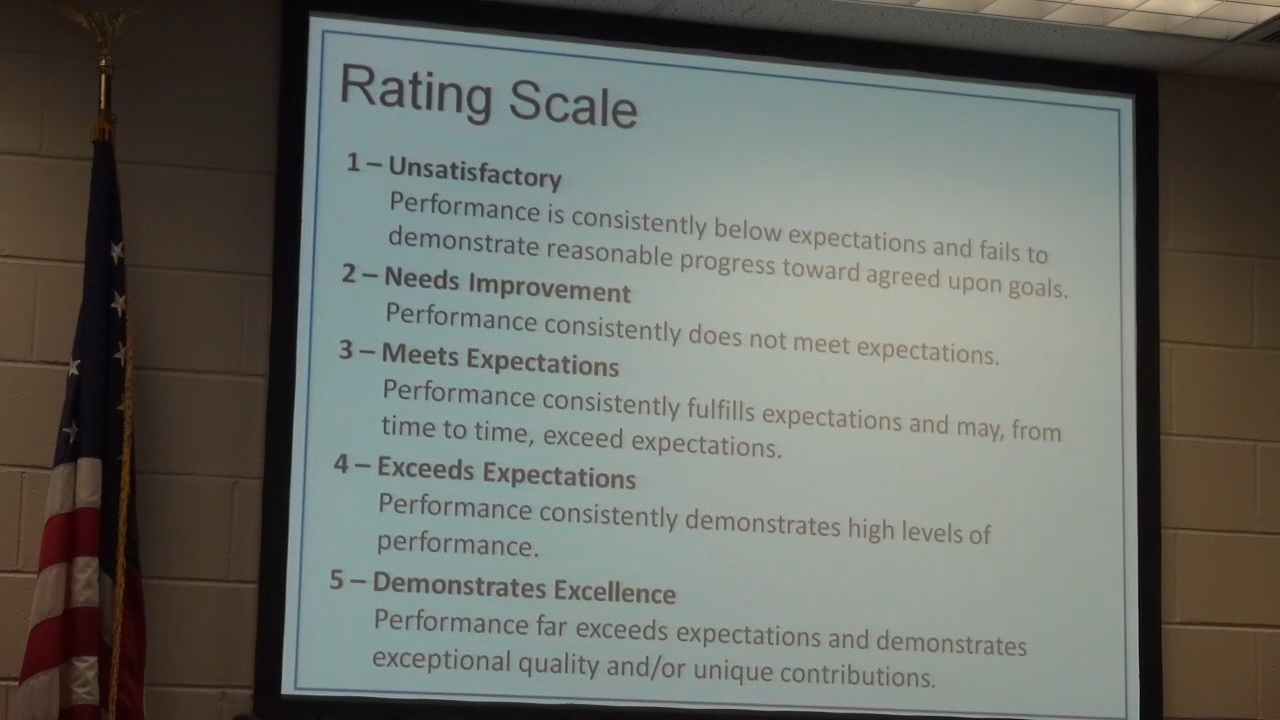 Rating Scale
1 – Unsatisfactory
Performance is consistently below expectations and fails to
demonstrate reasonable progress toward agreed upon goals.
2 – Needs Improvement
Performance consistently does not meet expectations.
3 – Meets Expectations
Performance consistently fulfills expectations and may, from
time to time, exceed expectations.
4 – Exceeds Expectations
Performance consistently demonstrates high levels of
performance.
5 – Demonstrates Excellence
Performance far exceeds expectations and demonstrates
exceptional quality and/or unique contributions.